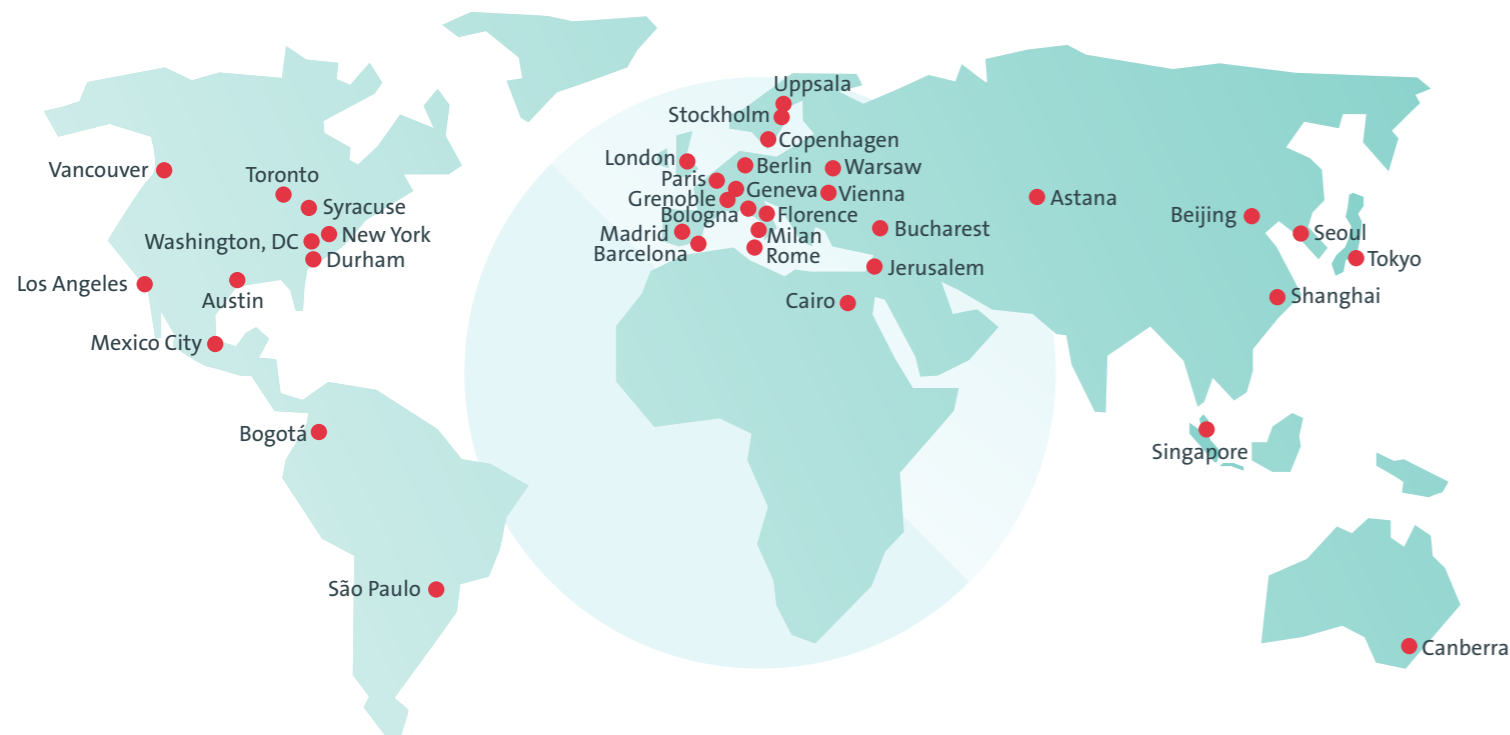 Uppsala
Stockholm
Copenhagen
London
Berlin
Warsaw
Paris
Geneva
Vienna
Grenoble
Bologna
Florence
Madrid
Milan
Barcelona
Rome
Bucharest
Jerusalem
Cairo
Vancouver
Toronto
Syracuse
Washington, DC
New York
Durham
Los Angeles
Austin
Mexico City
Bogotá
São Paulo
Astana
Beijing
Seoul
Tokyo
Shanghai
Singapore
Canberra